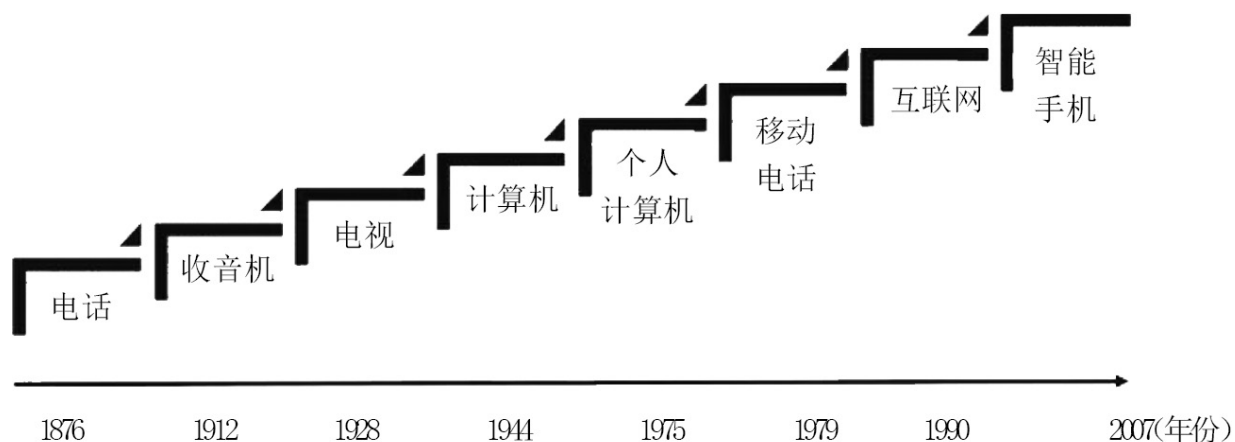 电话
收音机
电视
计算机
个人
计算机
移动
电话
互联网
智能
手机
1876 1912 1928 1944 1975 1979 1990 2007(年份)